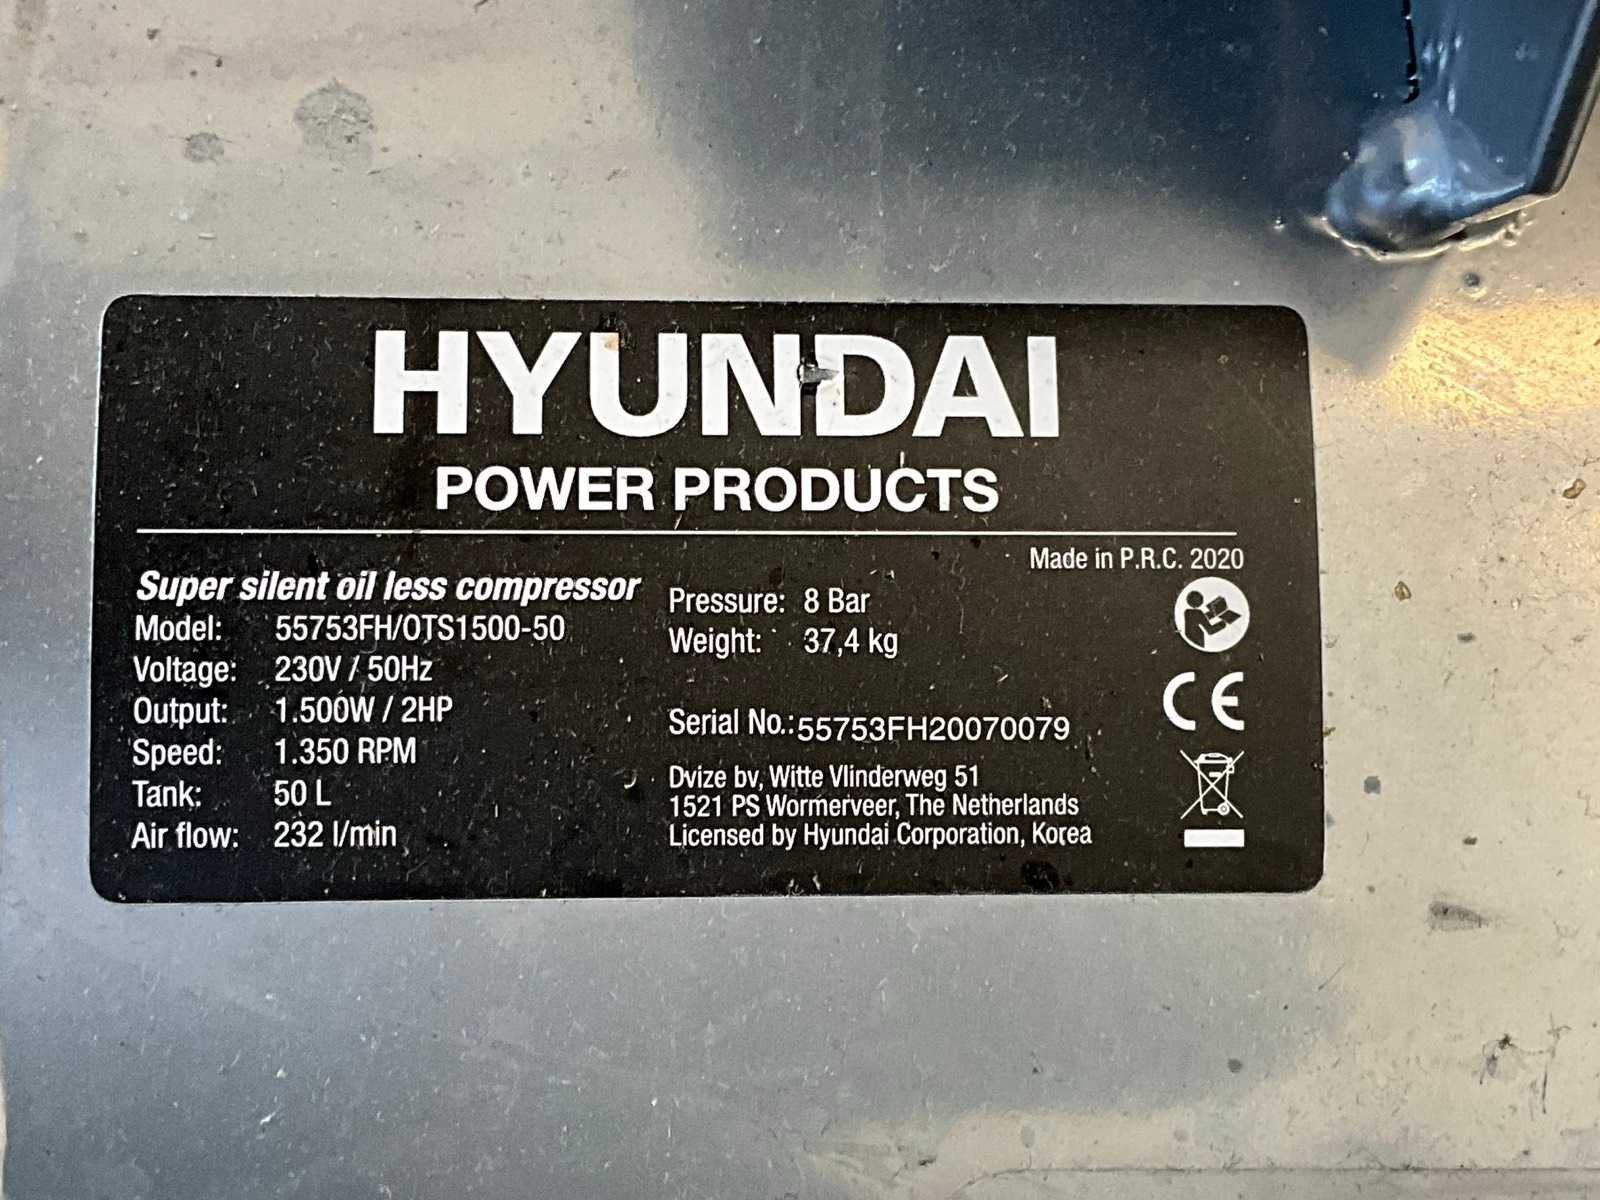 HYUNDAI
POWER PRODUCTS
Made in P.R.C. 2020
Super silent oil less compressor
Model: 55753FH/OTS1500-50
Voltage: 230V / 50Hz
Output: 1.500W / 2HP
Speed: 1.350 RPM
Tank: 50 L
Air flow: 232 l/min
Pressure: 8 Bar
Weight: 37,4 kg
Serial No.: 55753FH20070079
Dvize bv, Witte Vlinderweg 51
1521 PS Wormerveer, The Netherlands
Licensed by Hyundai Corporation, Korea
CE